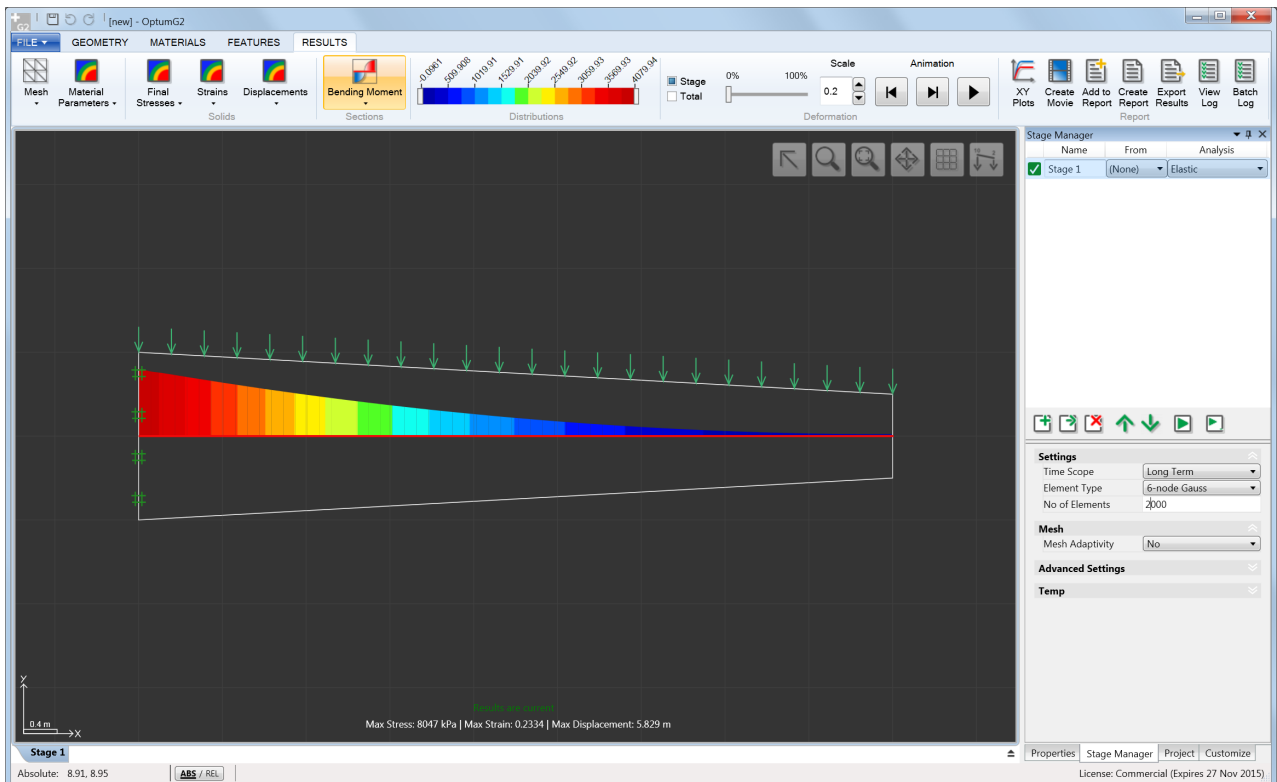 G2
[new] - OptumG2
FILE GEOMETRY MATERIALS FEATURES RESULTS
Mesh
Material Parameters
Final Stresses
Strains
Displacements
Solids
Bending Moment
Sections
509.908 1019.91 1529.91 2039.92 2549.92 3059.93 3569.93 4079.94
Distributions
Stage
Total
0% 100%
Scale
0.2
Animation
Deformation
XY Plots
Create Movie
Add to Report
Create Report
Export Results
View Log
Batch Log
Report
Stage Manager
Name From Analysis
Stage 1 (None) Elastic
Settings
Time Scope Long Term
Element Type 6-node Gauss
No of Elements 2000
Mesh
Mesh Adaptivity No
Advanced Settings
Temp
Y
0.4 m
X
Results are current
Max Stress: 8047 kPa | Max Strain: 0.2334 | Max Displacement: 5.829 m
Stage 1
Properties Stage Manager Project Customize
Absolute: 8.91, 8.95
ABS / REL
License: Commercial (Expires 27 Nov 2015)